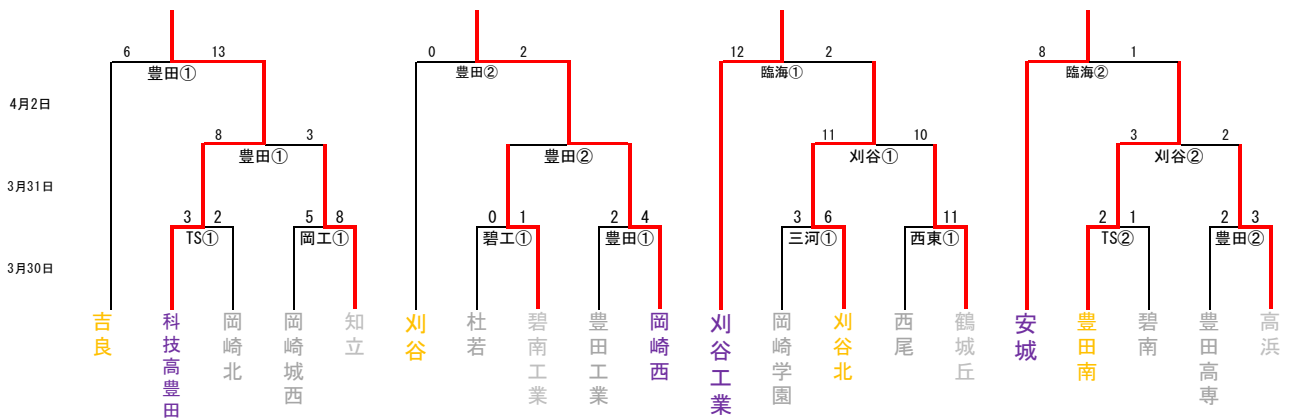 6 13 0 2 12 2 8 1
豊田① 豊田② 臨海① 臨海②
4月2日
8 3 11 10 3 2
豊田① 豊田② 刈谷① 刈谷②
3月31日
3 2 5 8 0 1 2 4 3 6 11 2 1 2 3
TS① 岡工① 碧工① 豊田① 三河① 西東① TS② 豊田②
3月30日
吉良
科技高豊田
岡崎北
岡崎城西
知立
刈谷
杜若
碧南工業
豊田工業
岡崎西
刈谷工業
岡崎学園
刈谷北
西尾
鶴城丘
安城
豊田南
碧南
豊田高専
高浜